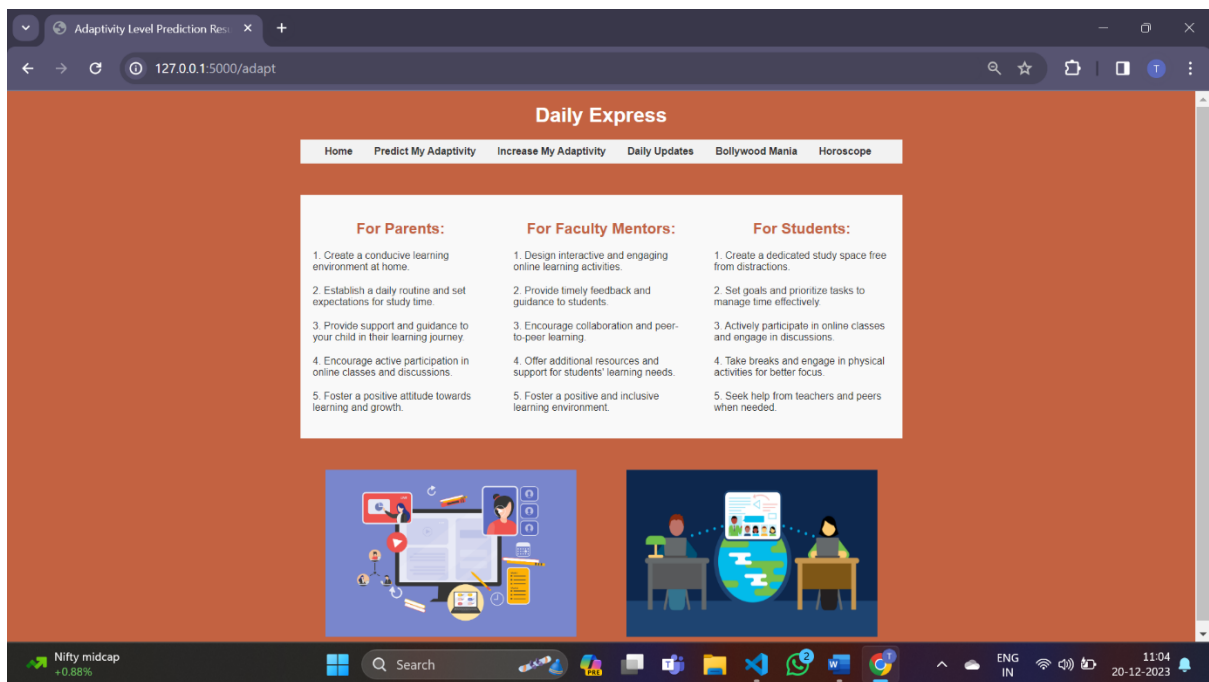 Adaptivity Level Prediction Res
127.0.0.1:5000/adapt
T
Daily Express
Home Predict My Adaptivity Increase My Adaptivity Daily Updates Bollywood Mania Horoscope
For Parents:
1. Create a conducive learning
environment at home.
2. Establish a daily routine and set
expectations for study time.
3. Provide support and guidance to
your child in their learning journey.
4. Encourage active participation in
online classes and discussions.
5. Foster a positive attitude towards
learning and growth.
For Faculty Mentors:
1. Design interactive and engaging
online learning activities.
2. Provide timely feedback and
guidance to students.
3. Encourage collaboration and peer-
to-peer learning.
4. Offer additional resources and
support for students' learning needs.
5. Foster a positive and inclusive
learning environment.
For Students:
1. Create a dedicated study space free
from distractions.
2. Set goals and prioritize tasks to
manage time effectively.
3. Actively participate in online classes
and engage in discussions.
4. Take breaks and engage in physical
activities for better focus.
5. Seek help from teachers and peers
when needed.
Nifty midcap
+0.88%
Search
PRE
2
T
ENG
IN
11:04
20-12-2023